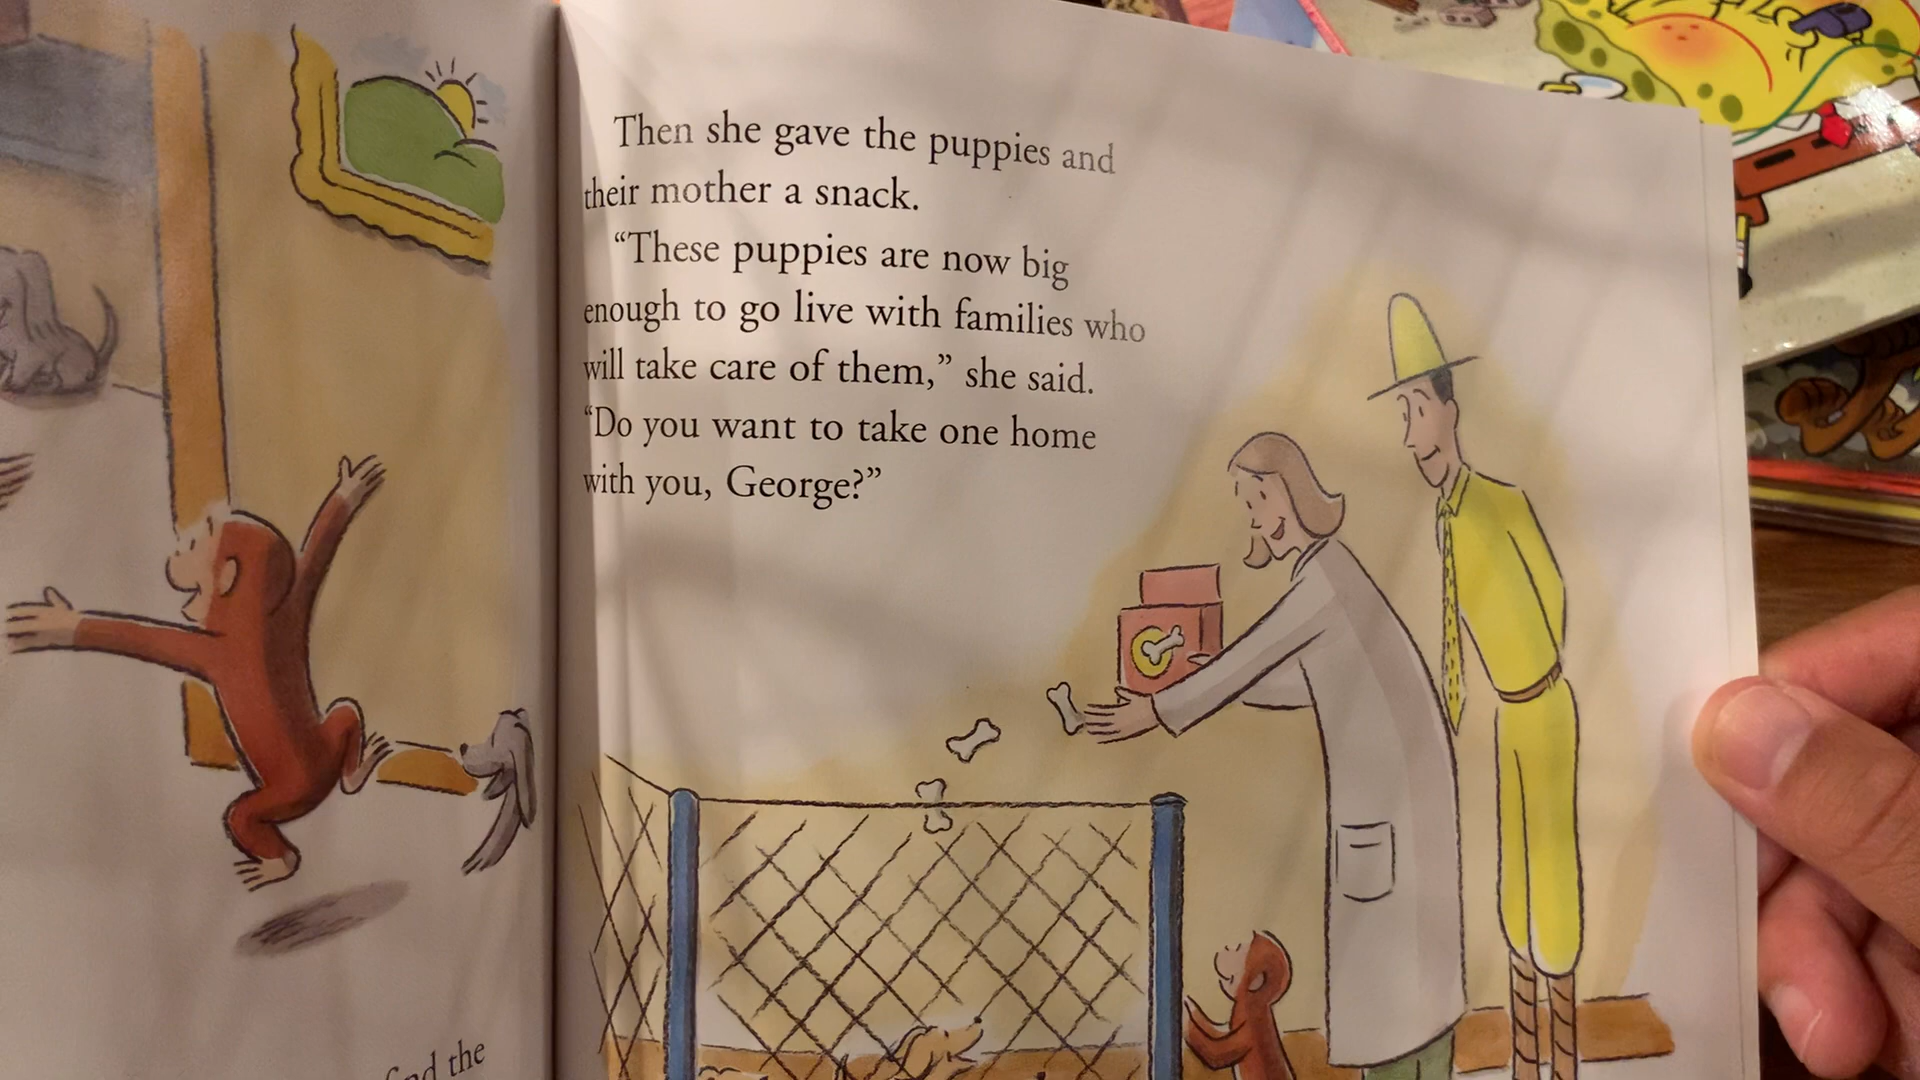 find the
Then she gave the puppies and
their mother a snack.
“These puppies are now big
enough to go live with families who
will take care of them,” she said.
“Do you want to take one home
with you, George?”